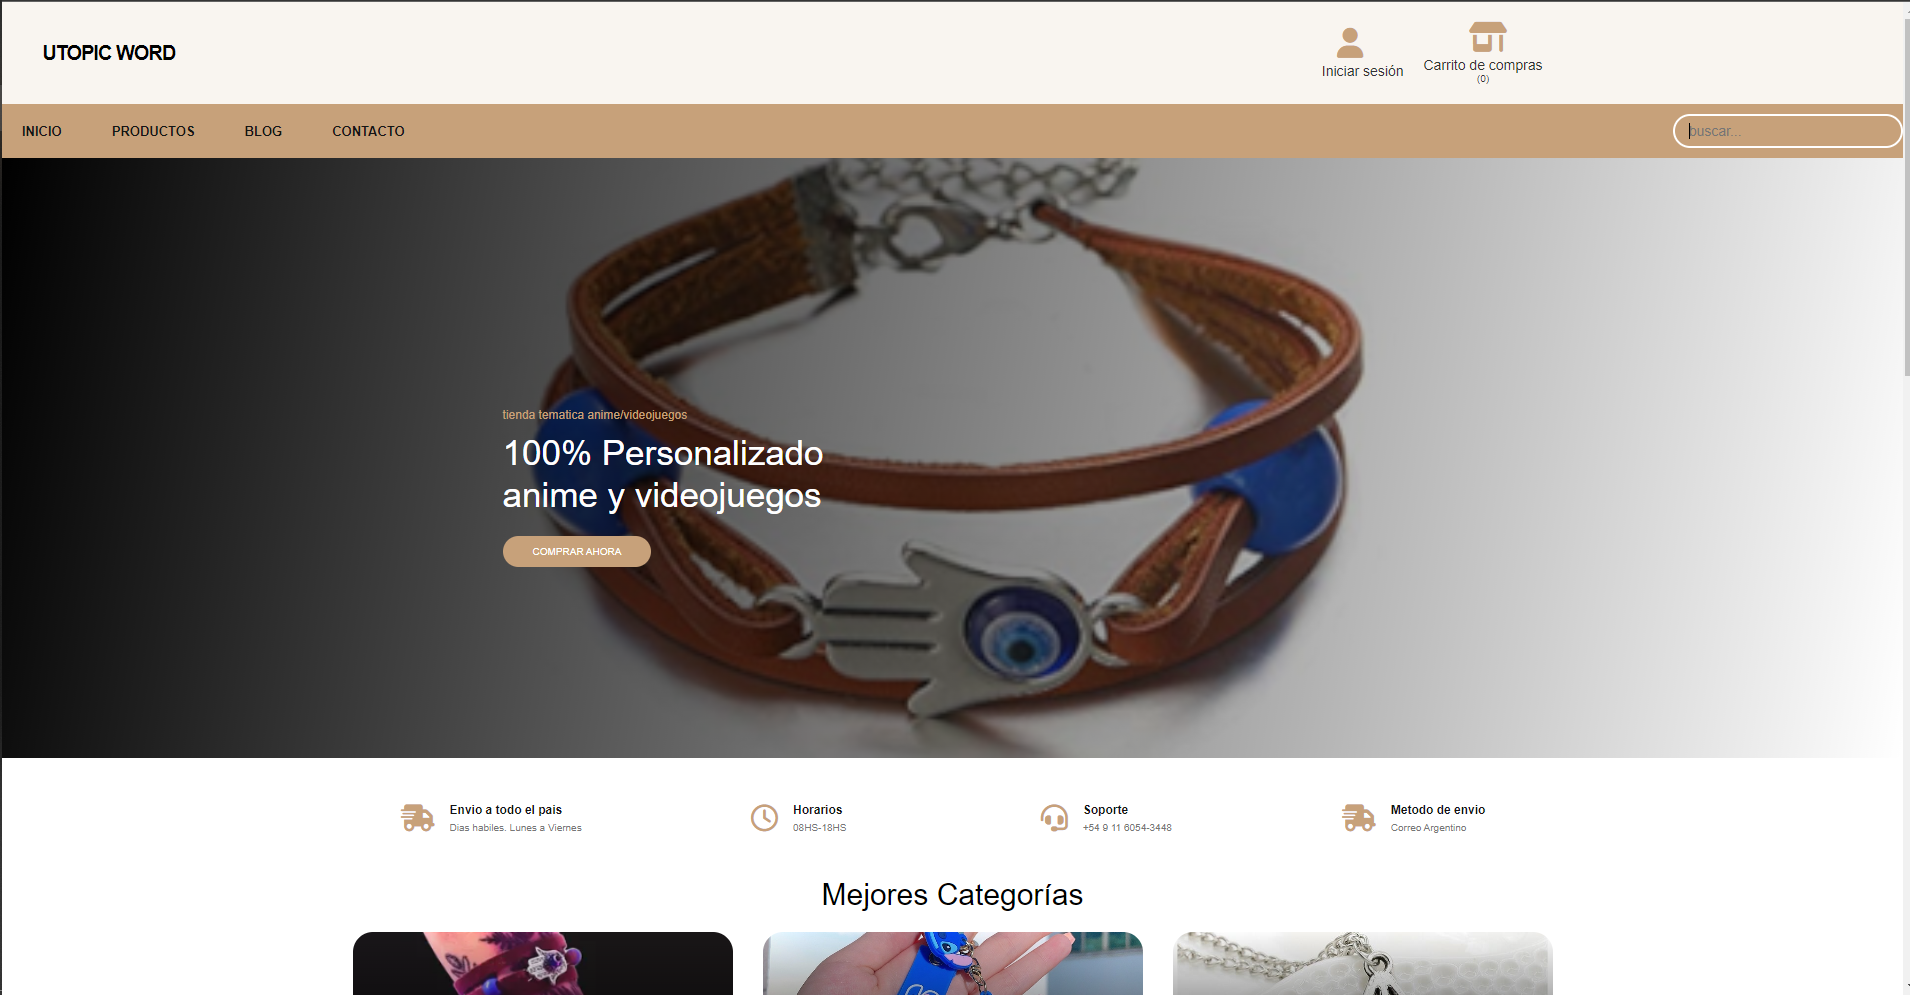 UTOPIC WORD
Iniciar sesión
Carrito de compras
(0)
INICIO
PRODUCTOS
BLOG
CONTACTO
buscar...
tienda tematica anime/videojuegos
100% Personalizado
anime y videojuegos
COMPRAR AHORA
Envio a todo el pais
Dias habiles. Lunes a Viernes
Horarios
08HS-18HS
Soporte
+54 9 11 6054-3448
Metodo de envio
Correo Argentino
Mejores Categorías